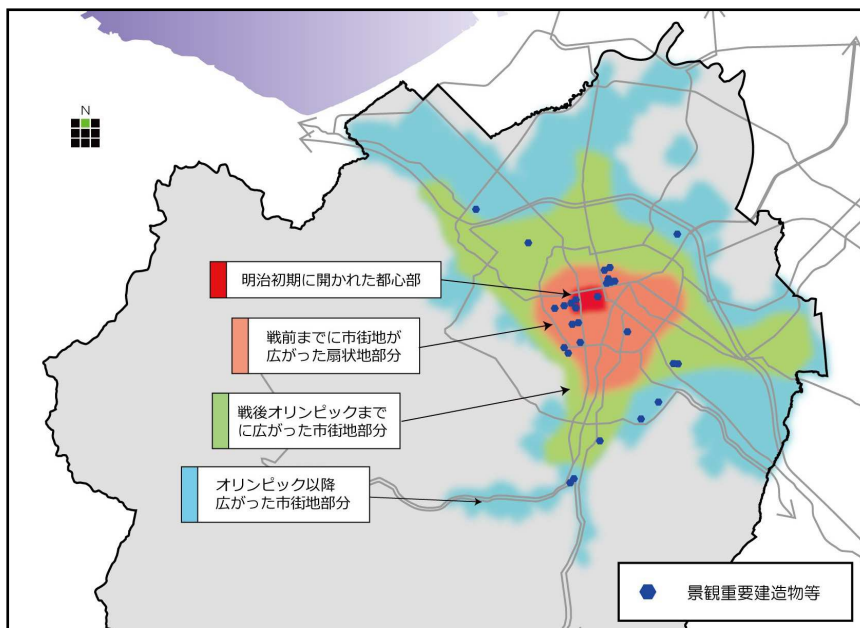 N
明治初期に開かれた都心部
戦前までに市街地が
広がった扇状地部分
戦後オリンピックまで
に広がった市街地部分
オリンピック以降
広がった市街地部分
景観重要建造物等